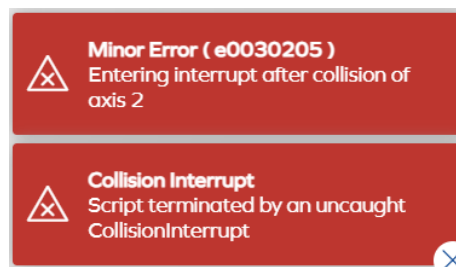 Minor Error ( e0030205 )
Entering interrupt after collision of
axis 2
Collision Interrupt
Script terminated by an uncaught
CollisionInterrupt